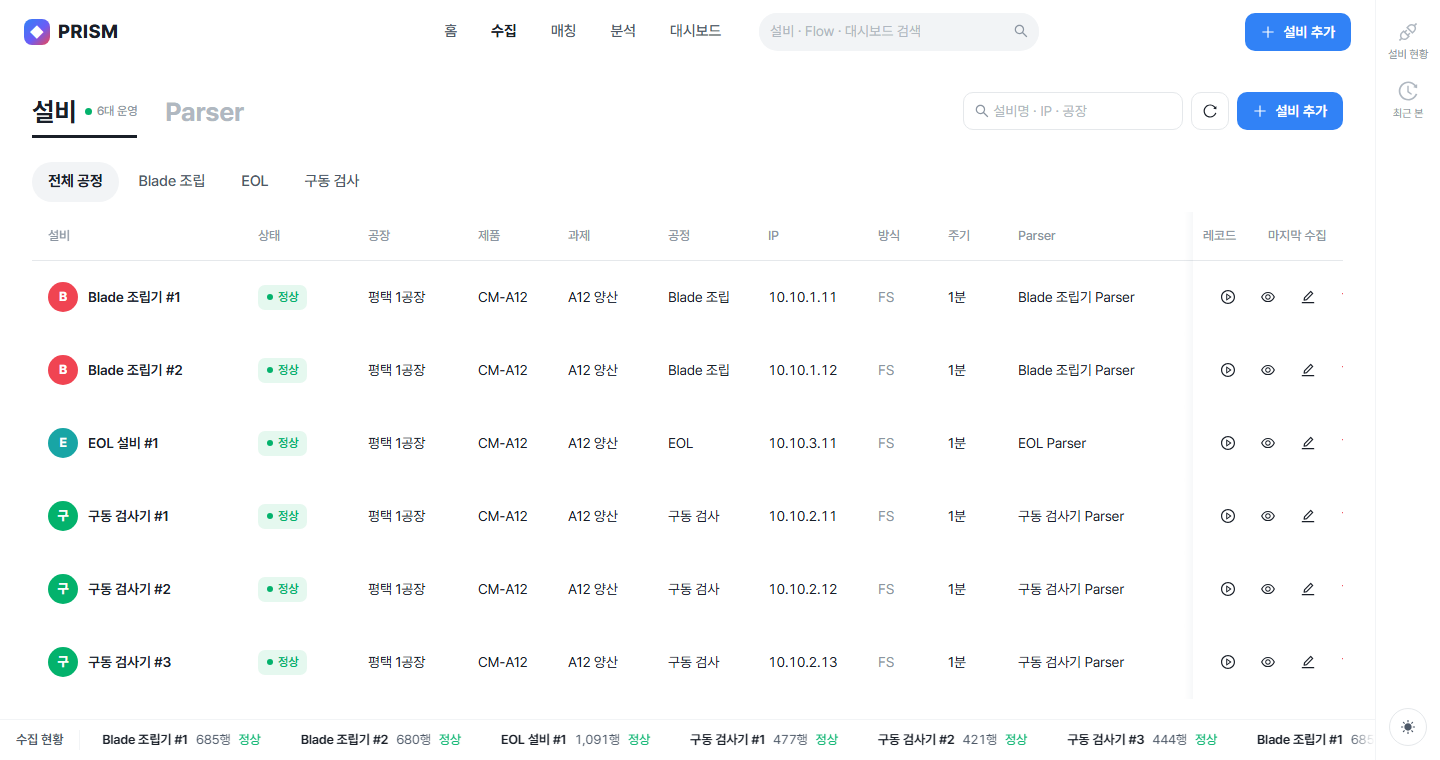 PRISM 홈 수집 매칭 분석 대시보드 설비 · Flow · 대시보드 검색 설비 추가
설비 현황
최근 본
설비 6대 운영 Parser 설비명 · IP · 공장 설비 추가
전체 공정 Blade 조립 EOL 구동 검사
설비 상태 공장 제품 과제 공정 IP 방식 주기 Parser 레코드 마지막 수집
B Blade 조립기 #1 정상 평택 1공장 CM-A12 A12 양산 Blade 조립 10.10.1.11 FS 1분 Blade 조립기 Parser
B Blade 조립기 #2 정상 평택 1공장 CM-A12 A12 양산 Blade 조립 10.10.1.12 FS 1분 Blade 조립기 Parser
E EOL 설비 #1 정상 평택 1공장 CM-A12 A12 양산 EOL 10.10.3.11 FS 1분 EOL Parser
구 구동 검사기 #1 정상 평택 1공장 CM-A12 A12 양산 구동 검사 10.10.2.11 FS 1분 구동 검사기 Parser
구 구동 검사기 #2 정상 평택 1공장 CM-A12 A12 양산 구동 검사 10.10.2.12 FS 1분 구동 검사기 Parser
구 구동 검사기 #3 정상 평택 1공장 CM-A12 A12 양산 구동 검사 10.10.2.13 FS 1분 구동 검사기 Parser
수집 현황 Blade 조립기 #1 685행 정상 Blade 조립기 #2 680행 정상 EOL 설비 #1 1,091행 정상 구동 검사기 #1 477행 정상 구동 검사기 #2 421행 정상 구동 검사기 #3 444행 정상 Blade 조립기 #1 685